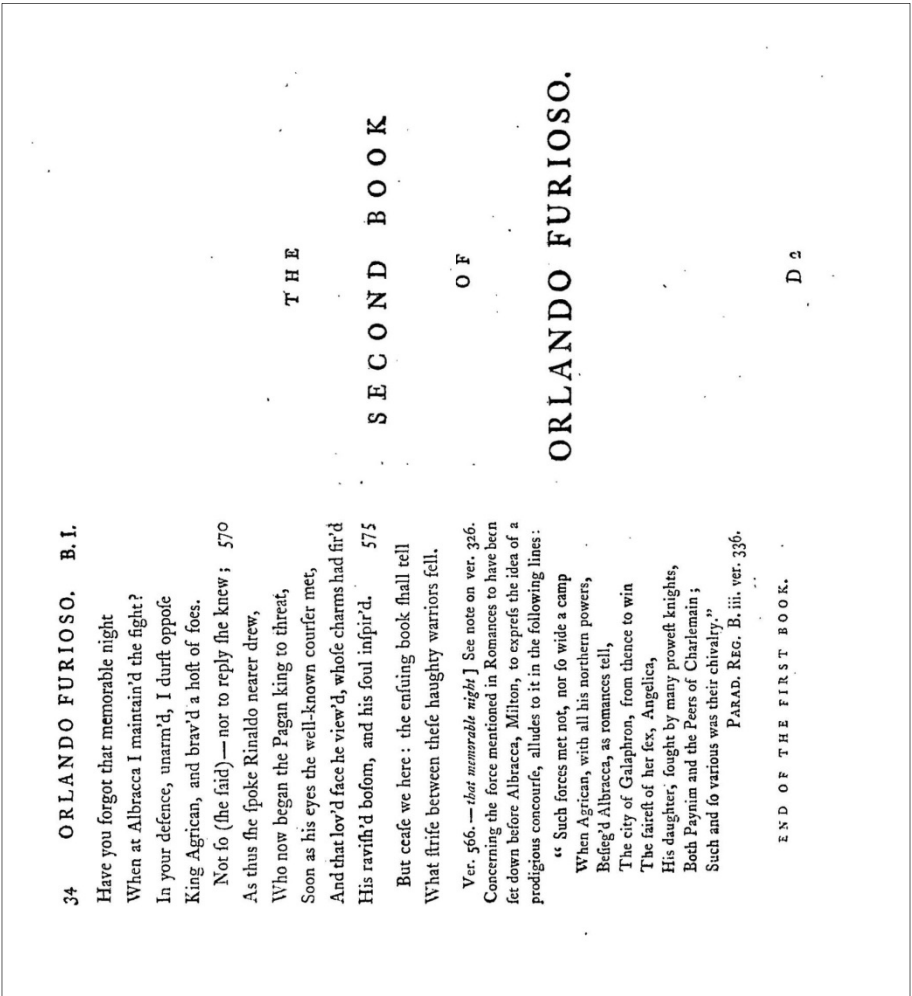 34 ORLANDO FURIOSO. B. I.
Have you forgot that memorable night
When at Albracca I maintain'd the fight?
In your defence, unarm'd, I durſt oppoſe
King Agrican, and brav'd a hoſt of foes.
Not ſo (ſhe ſaid)—nor to reply ſhe knew; 570
As thus ſhe ſpoke Rinaldo nearer drew,
Who now began the Pagan king to threat,
Soon as his eyes the well-known courſer met,
And that lov'd face he view'd, whoſe charms had fir'd
His raviſh'd boſom, and his ſoul inſpir'd. 575
But ceaſe we here: the enſuing book ſhall tell
What ſtrife between theſe haughty warriors fell.
Ver. 566.—that memorable night] See note on ver. 326.
Concerning the force mentioned in Romances to have been
ſet down before Albracca, Milton, to expreſs the idea of a
prodigious concourſe, alludes to it in the following lines:
“ Such forces met not, nor ſo wide a camp
When Agrican, with all his northern powers,
Beſieg'd Albracca, as romances tell,
The city of Galaphron, from thence to win
The faireſt of her ſex, Angelica,
His daughter, ſought by many proweſt knights,
Both Paynim and the Peers of Charlemain;
Such and ſo various was their chivalry.”
PARAD. REG. B. iii. ver. 336.
END OF THE FIRST BOOK.
THE
SECOND BOOK
OF
ORLANDO FURIOSO.
D 2